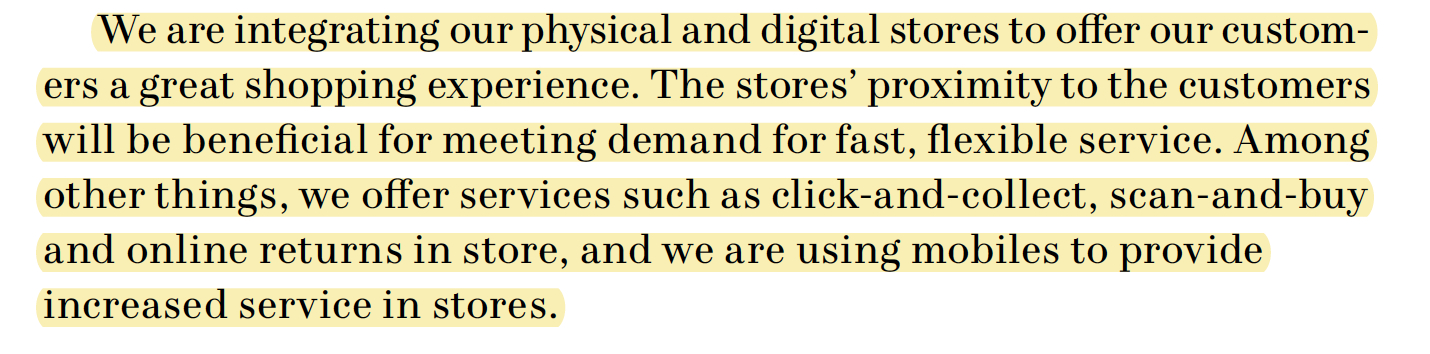 We are integrating our physical and digital stores to offer our custom-
ers a great shopping experience. The stores’ proximity to the customers
will be beneficial for meeting demand for fast, flexible service. Among
other things, we offer services such as click-and-collect, scan-and-buy
and online returns in store, and we are using mobiles to provide
increased service in stores.